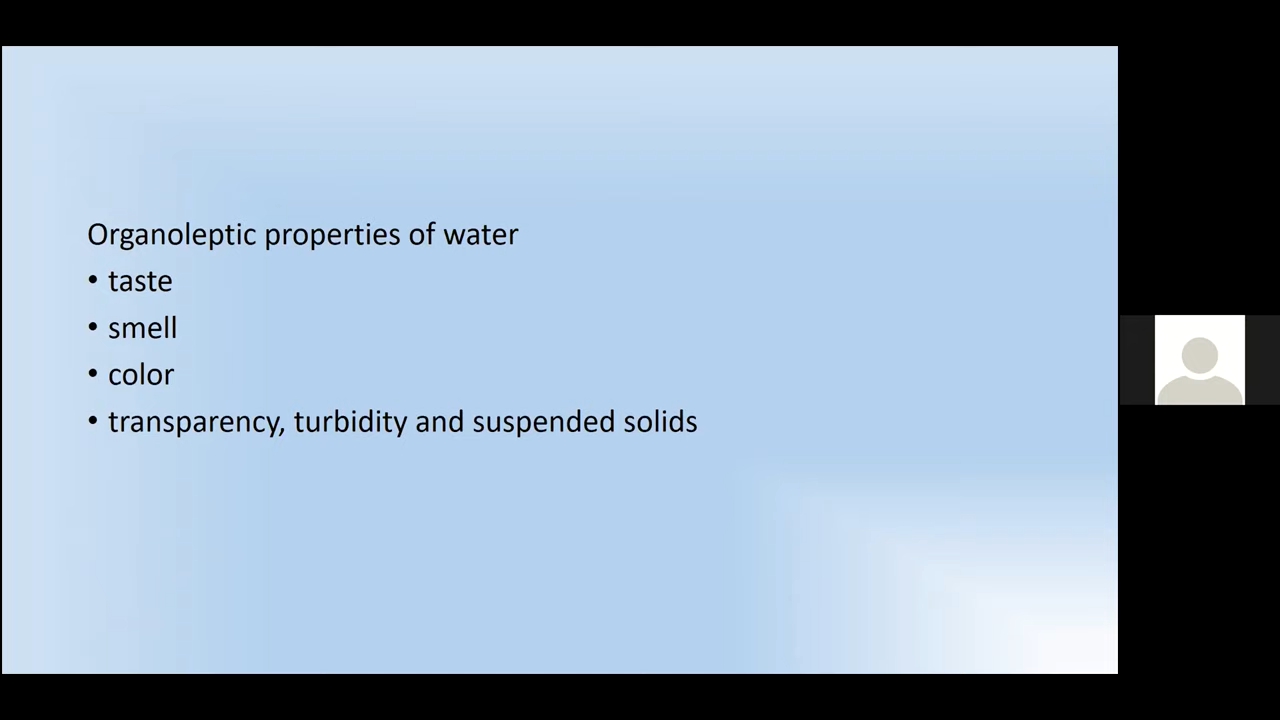 Organoleptic properties of water
• taste
• smell
• color
• transparency, turbidity and suspended solids